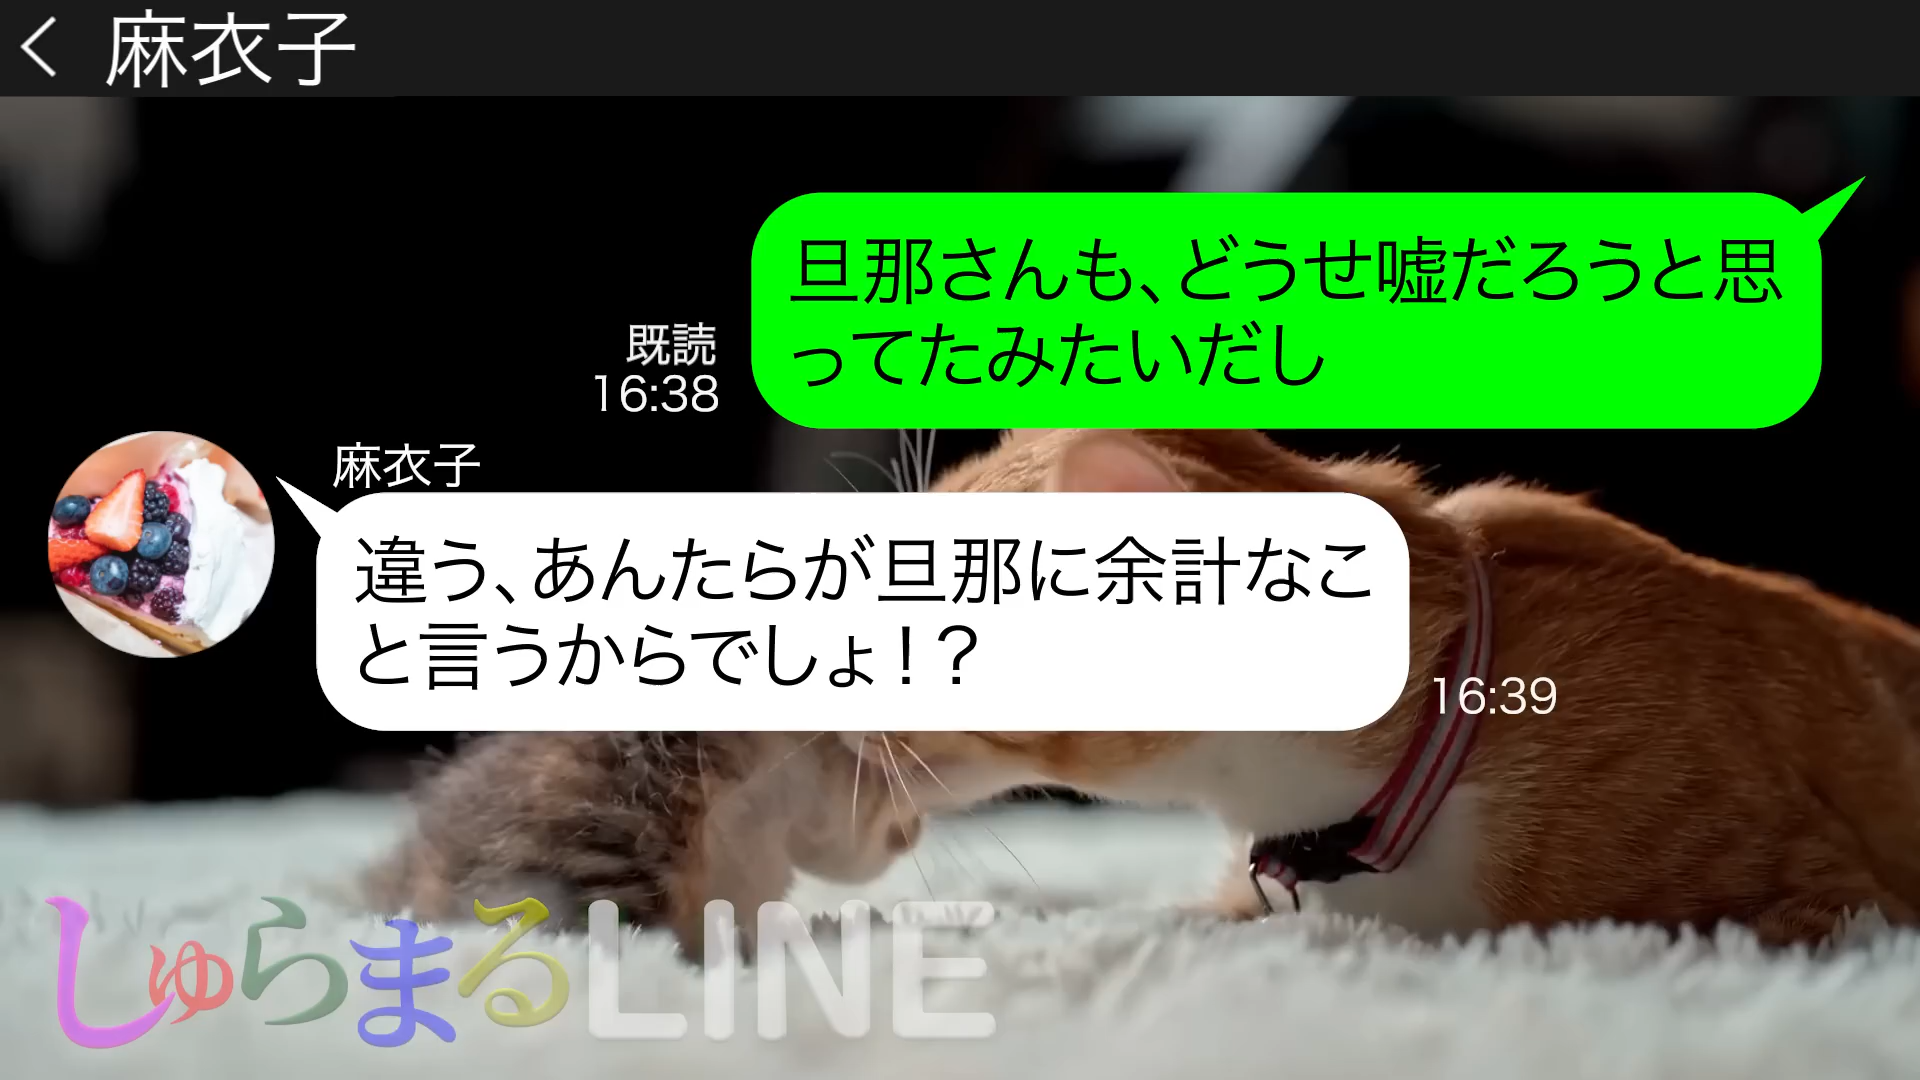 麻衣子
旦那さんも、どうせ嘘だろうと思
ってたみたいだし
既読
16:38
麻衣子
違う、あんたらが旦那に余計なこ
と言うからでしょ！？
16:39
しゅらまるLINE